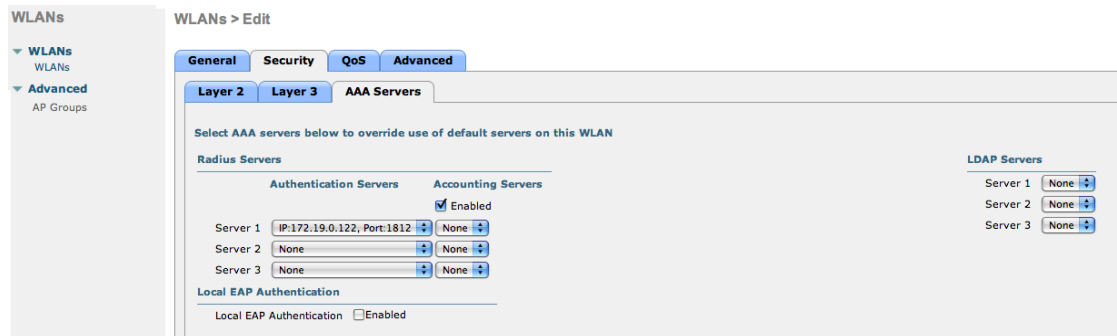 WLANs
WLANs > Edit
WLANs
WLANs
Advanced
AP Groups
General Security QoS Advanced
Layer 2 Layer 3 AAA Servers
Select AAA servers below to override use of default servers on this WLAN
Radius Servers
LDAP Servers
Authentication Servers Accounting Servers
Enabled
Server 1 IP:172.19.0.122, Port:1812 None
Server 2 None None
Server 3 None None
Server 1 None
Server 2 None
Server 3 None
Local EAP Authentication
Local EAP Authentication Enabled